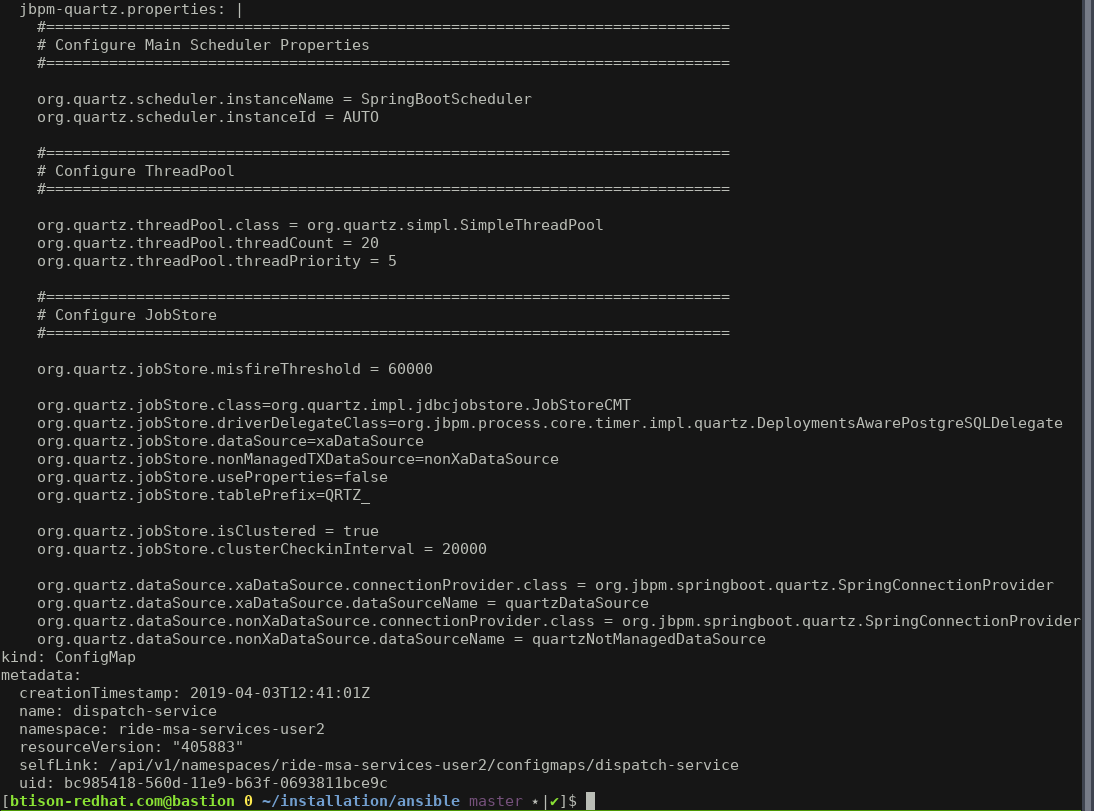 jbpm-quartz.properties: |
#============================================================================
# Configure Main Scheduler Properties
#============================================================================
org.quartz.scheduler.instanceName = SpringBootScheduler
org.quartz.scheduler.instanceId = AUTO
#============================================================================
# Configure ThreadPool
#============================================================================
org.quartz.threadPool.class = org.quartz.simpl.SimpleThreadPool
org.quartz.threadPool.threadCount = 20
org.quartz.threadPool.threadPriority = 5
#============================================================================
# Configure JobStore
#============================================================================
org.quartz.jobStore.misfireThreshold = 60000
org.quartz.jobStore.class=org.quartz.impl.jdbcjobstore.JobStoreCMT
org.quartz.jobStore.driverDelegateClass=org.jbpm.process.core.timer.impl.quartz.DeploymentsAwarePostgreSQLDelegate
org.quartz.jobStore.dataSource=xaDataSource
org.quartz.jobStore.nonManagedTXDataSource=nonXaDataSource
org.quartz.jobStore.useProperties=false
org.quartz.jobStore.tablePrefix=QRTZ_
org.quartz.jobStore.isClustered = true
org.quartz.jobStore.clusterCheckinInterval = 20000
org.quartz.dataSource.xaDataSource.connectionProvider.class = org.jbpm.springboot.quartz.SpringConnectionProvider
org.quartz.dataSource.xaDataSource.dataSourceName = quartzDataSource
org.quartz.dataSource.nonXaDataSource.connectionProvider.class = org.jbpm.springboot.quartz.SpringConnectionProvider
org.quartz.dataSource.nonXaDataSource.dataSourceName = quartzNotManagedDataSource
kind: ConfigMap
metadata:
creationTimestamp: 2019-04-03T12:41:01Z
name: dispatch-service
namespace: ride-msa-services-user2
resourceVersion: "405883"
selfLink: /api/v1/namespaces/ride-msa-services-user2/configmaps/dispatch-service
uid: bc985418-560d-11e9-b63f-0693811bce9c
[btison-redhat.com@bastion 0 ~/installation/ansible master ⋆|✔]$